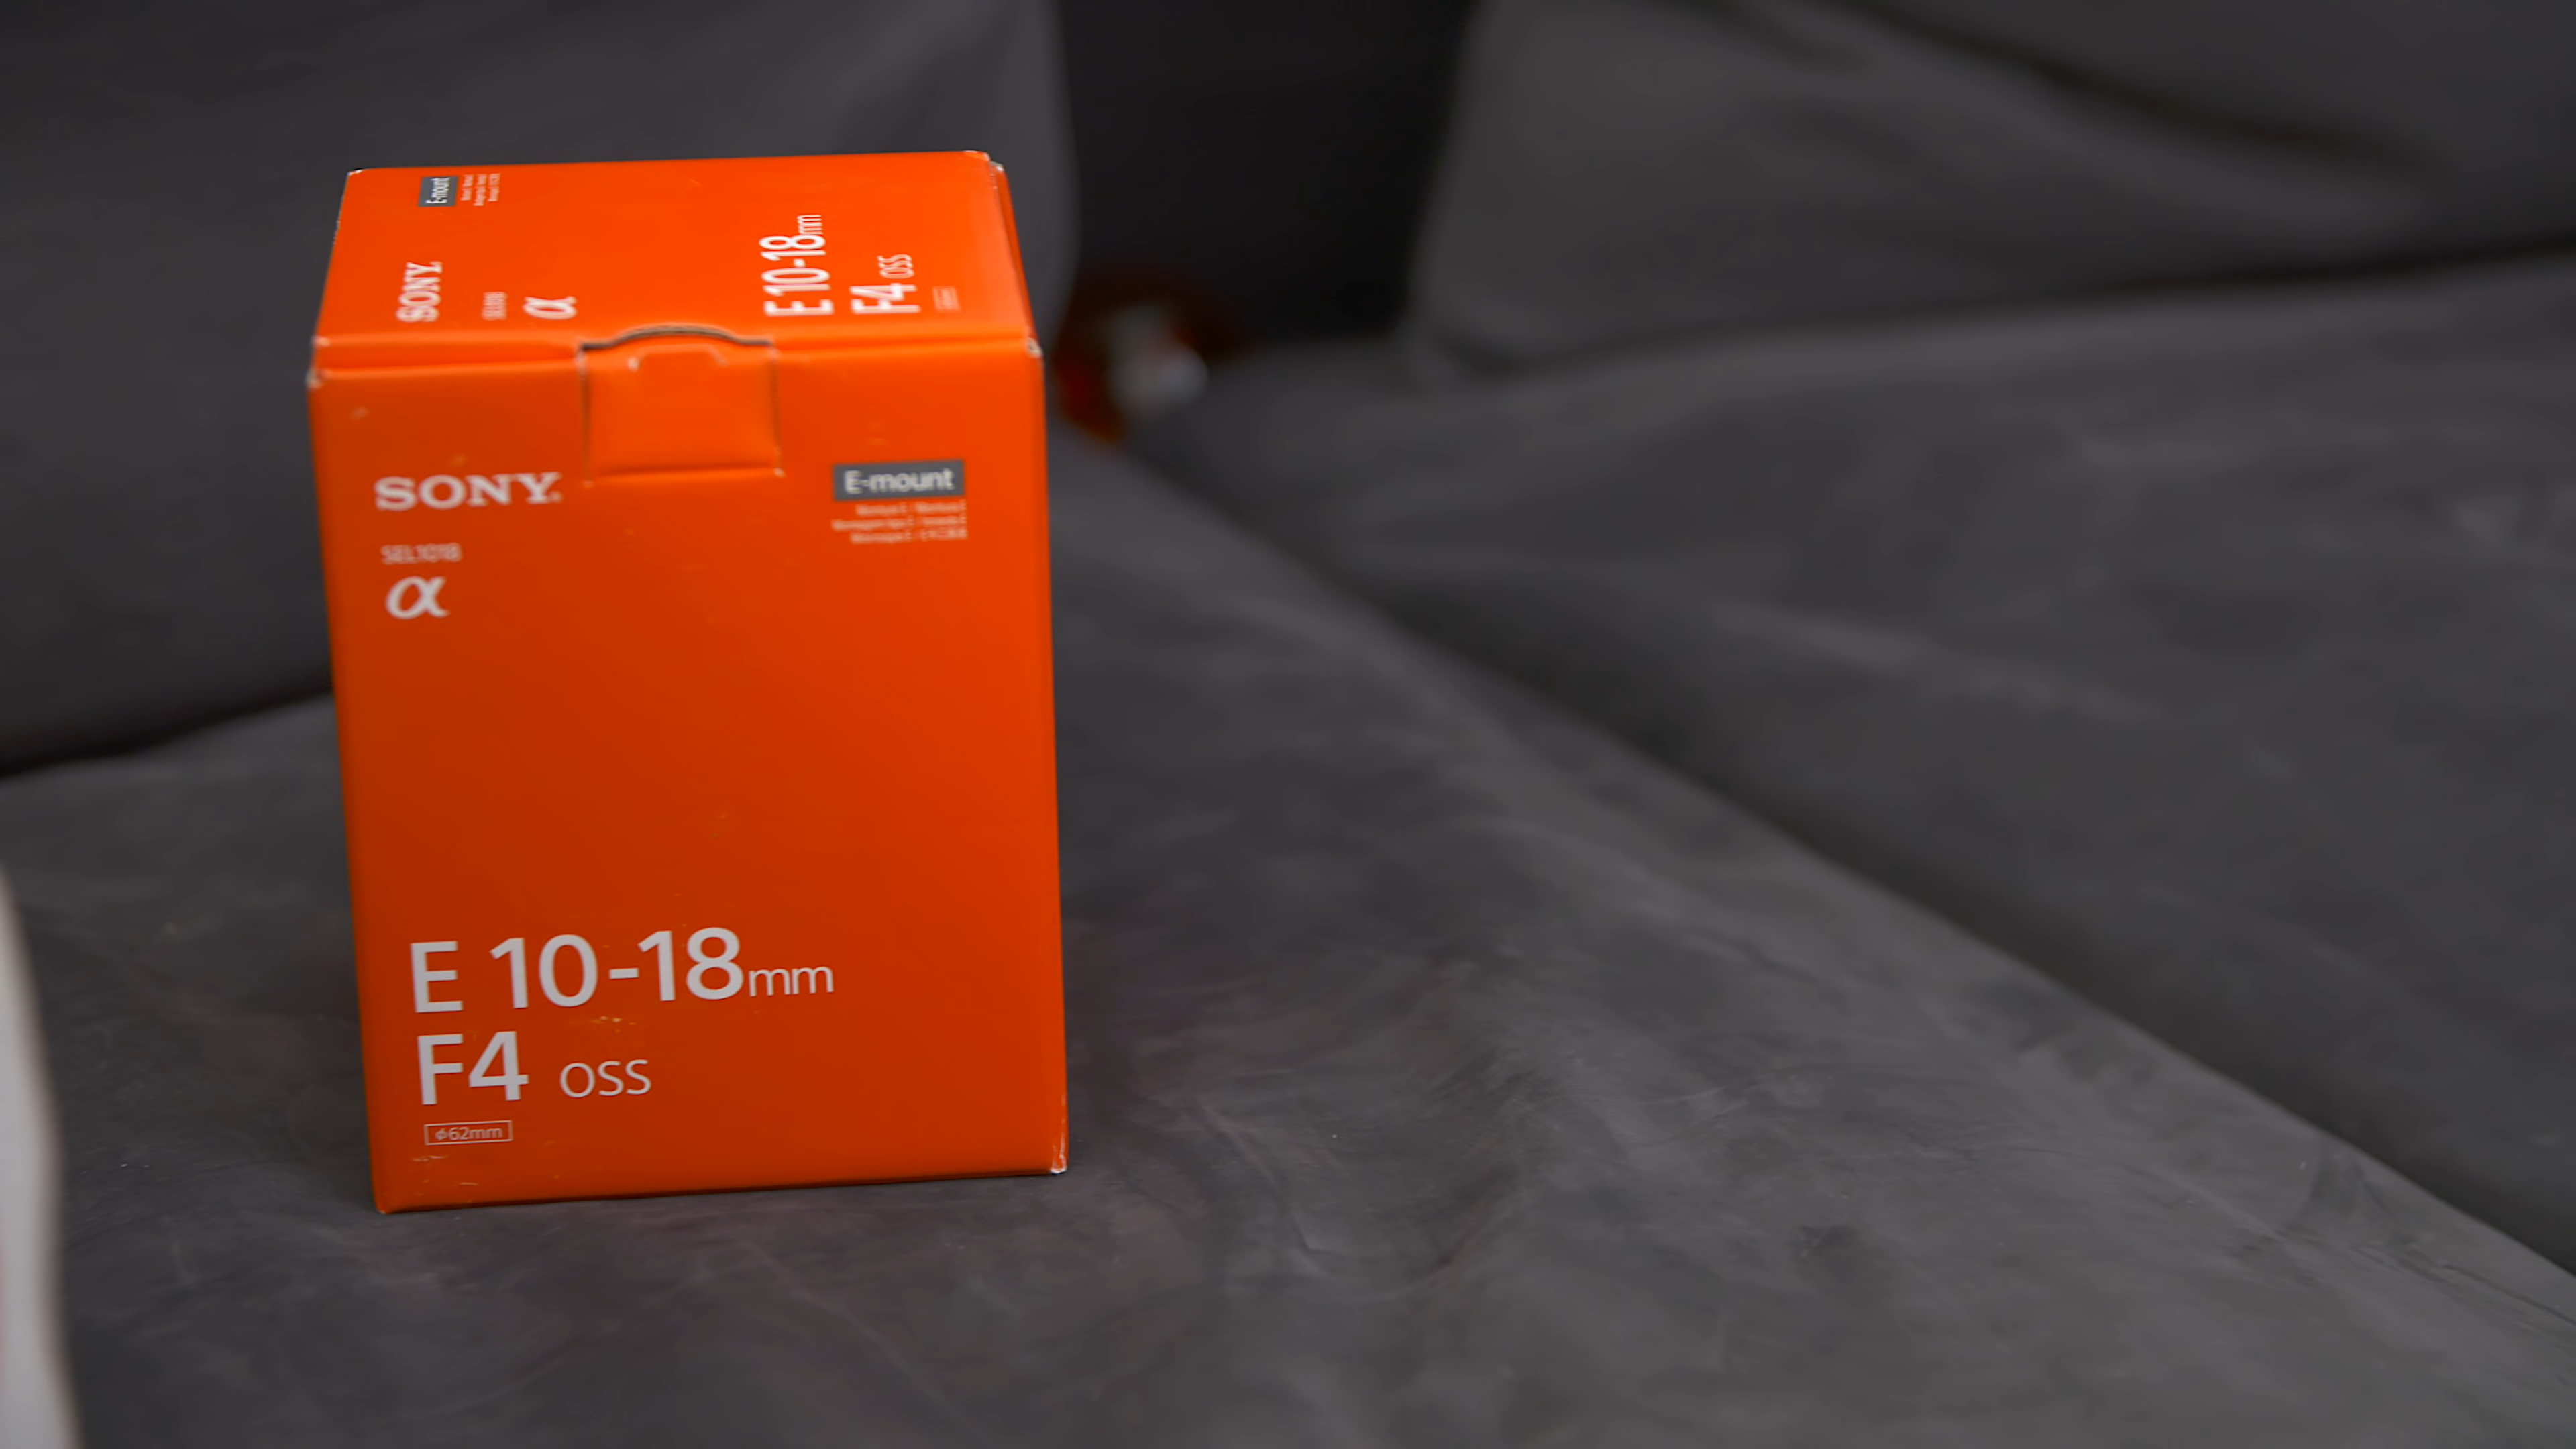 E-mount
SONY
α
E 10-18mm
F4 OSS
SONY
E-mount
SEL1018
α
E 10-18mm
F4 OSS
ϕ62mm